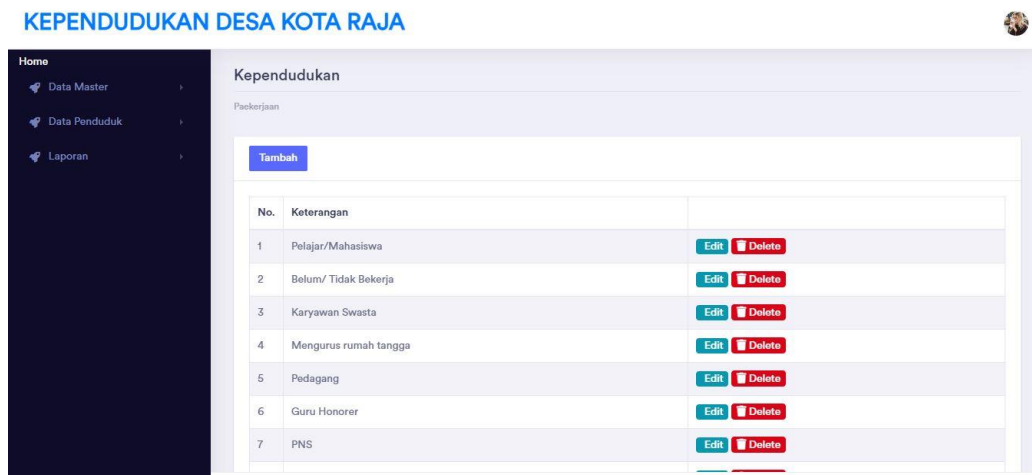 KEPENDUDUKAN DESA KOTA RAJA
Home
Data Master
Data Penduduk
Laporan
Kependudukan
Paekerjaan
Tambah
No. Keterangan
1 Pelajar/Mahasiswa Edit Delete
2 Belum/ Tidak Bekerja Edit Delete
3 Karyawan Swasta Edit Delete
4 Mengurus rumah tangga Edit Delete
5 Pedagang Edit Delete
6 Guru Honorer Edit Delete
7 PNS Edit Delete